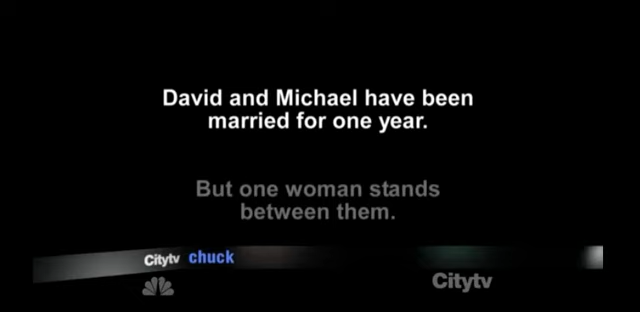 David and Michael have been
married for one year.
But one woman stands
between them.
Citytv chuck
Citytv